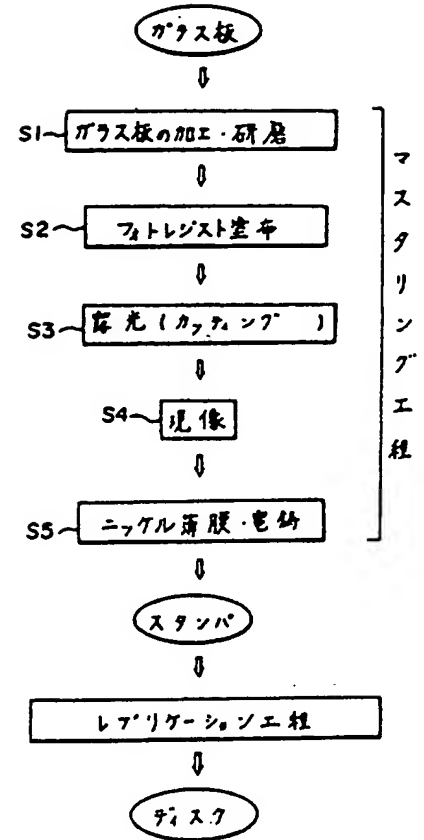 ガラス板
S1 ガラス板の加工・研磨
S2 フォトレジスト塗布
S3 露光(カッティング)
S4 現像
S5 ニッケル薄膜・電鋳
スタンパ
レプリケーション工程
ディスク
マスタリング工程